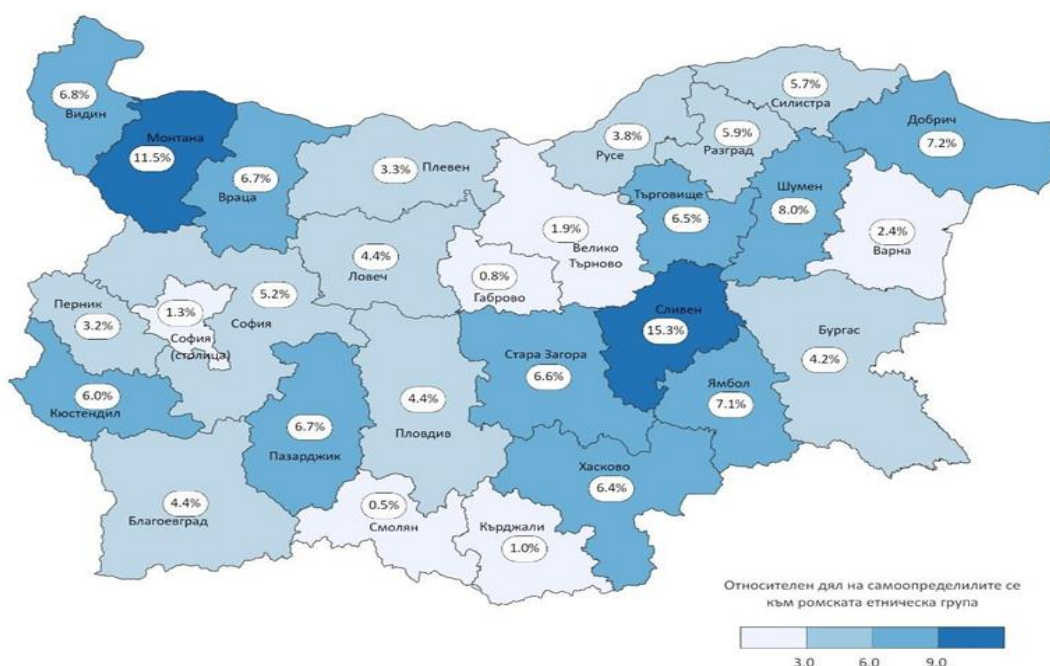 6.8%
Видин
Монтана
11.5%
6.7%
Враца
3.3%
Плевен
4.4%
Ловеч
1.9%
Велико
Търново
0.8%
Габрово
3.8%
Русе
5.9%
Разград
5.7%
Силистра
Добрич
7.2%
Търговище
6.5%
Шумен
8.0%
2.4%
Варна
Перник
3.2%
1.3%
София
(столица)
5.2%
София
6.0%
Кюстендил
6.7%
Пазарджик
4.4%
Пловдив
Стара Загора
6.6%
Сливен
15.3%
Ямбол
7.1%
Бургас
4.2%
4.4%
Благоевград
0.5%
Смолян
Кърджали
1.0%
Хасково
6.4%
Относителен дял на самоопределилите се
към ромската етническа група
3.0 6.0 9.0